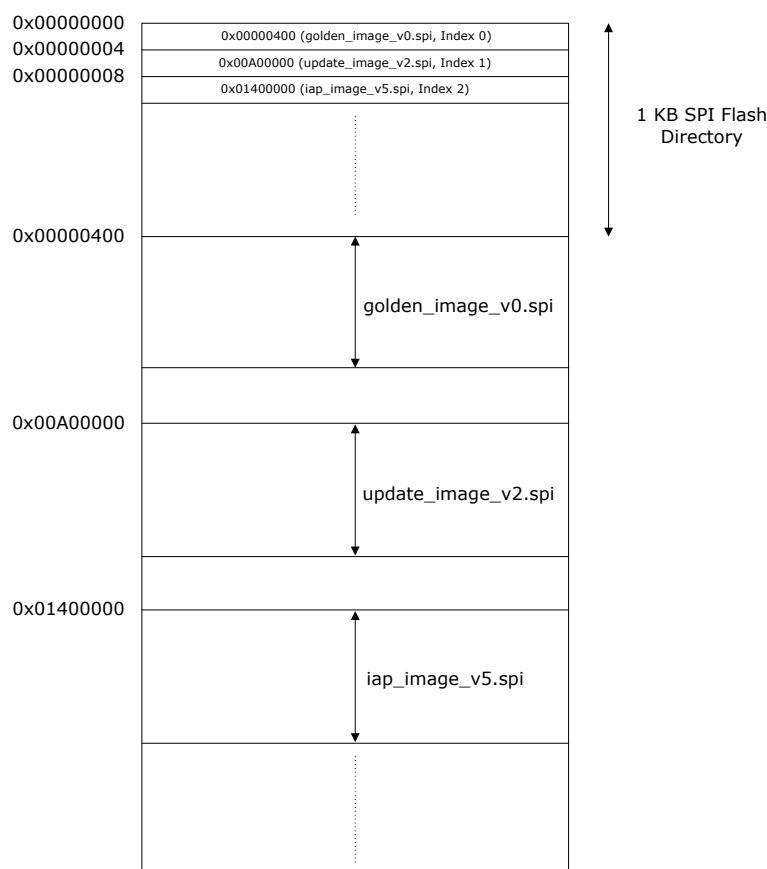 0x00000000
0x00000400 (golden_image_v0.spi, Index 0)
0x00000004
0x00A00000 (update_image_v2.spi, Index 1)
0x00000008
0x01400000 (iap_image_v5.spi, Index 2)
1 KB SPI Flash
Directory
0x00000400
golden_image_v0.spi
0x00A00000
update_image_v2.spi
0x01400000
iap_image_v5.spi